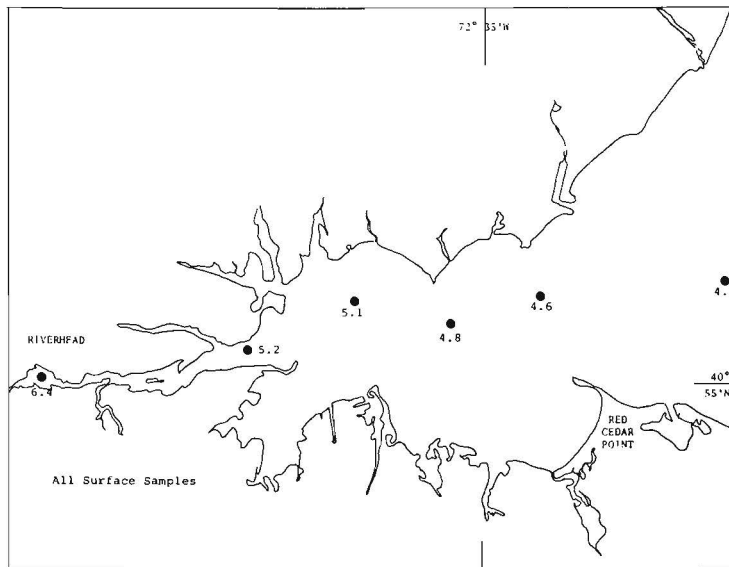 72° 35'W
4.
4.6
5.1
4.8
RIVERHEAD
5.2
6.4
40°
55'N
RED
CEDAR
POINT
All Surface Samples